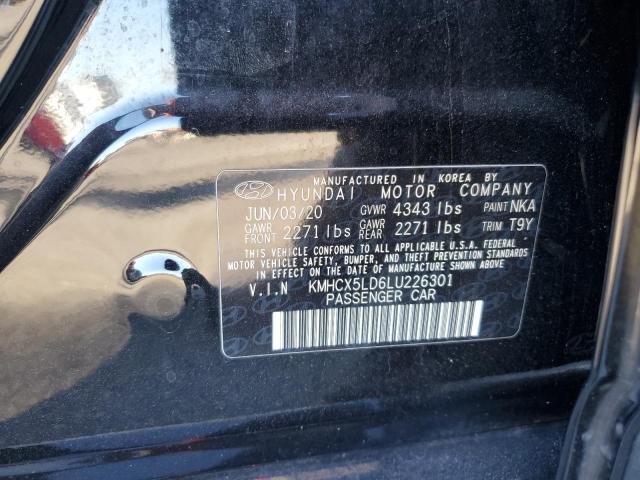 MANUFACTURED IN KOREA BY
HYUNDAI MOTOR COMPANY
JUN/03/20 GVWR 4343 lbs PAINT NKA
GAWR FRONT 2271 lbs GAWR REAR 2271 lbs TRIM T9Y
THIS VEHICLE CONFORMS TO ALL APPLICABLE U.S.A. FEDERAL
MOTOR VEHICLE SAFETY, BUMPER, AND THEFT PREVENTION STANDARDS
IN EFFECT ON THE DATE OF MANUFACTURE SHOWN ABOVE.
V.I.N KMHCX5LD6LU226301
PASSENGER CAR